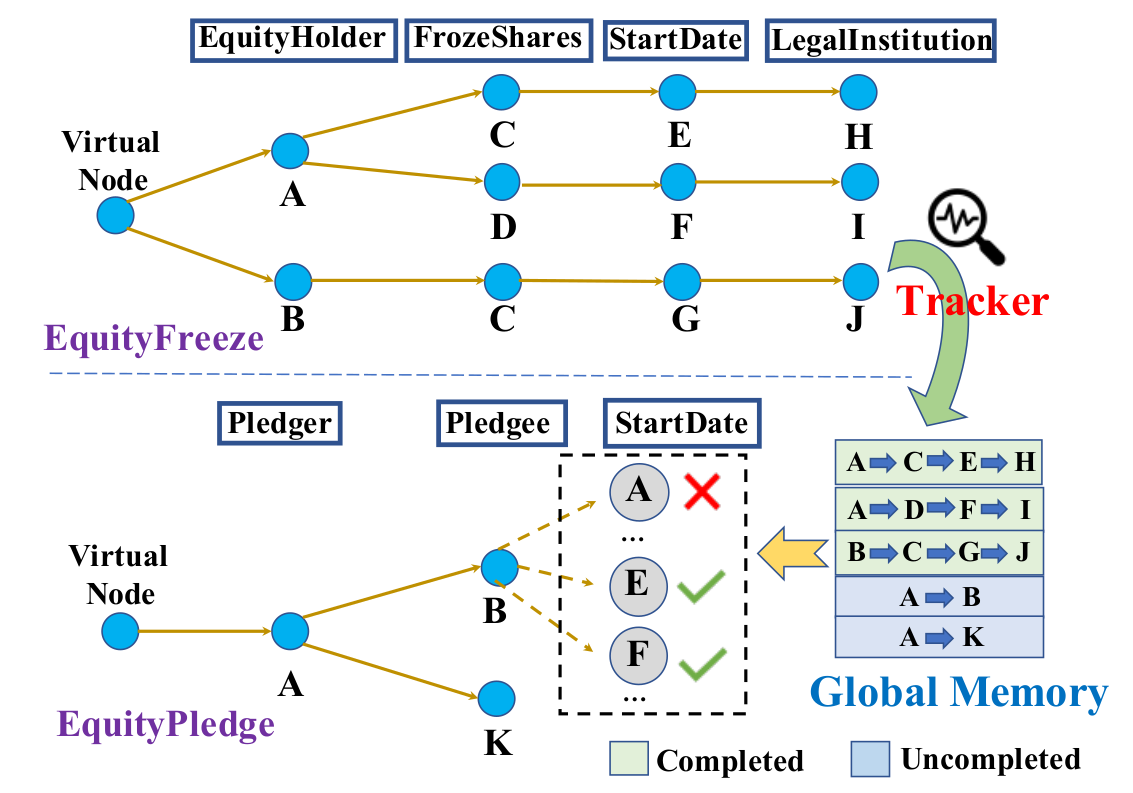 EquityHolder FrozeShares StartDate LegalInstitution
Virtual
Node
A
C E H
D F I
B C G J
Tracker
EquityFreeze
Pledger Pledgee StartDate
A
...
E
F
...
Virtual
Node
A
B
K
EquityPledge
A C E H
A D F I
B C G J
A B
A K
Global Memory
Completed Uncompleted